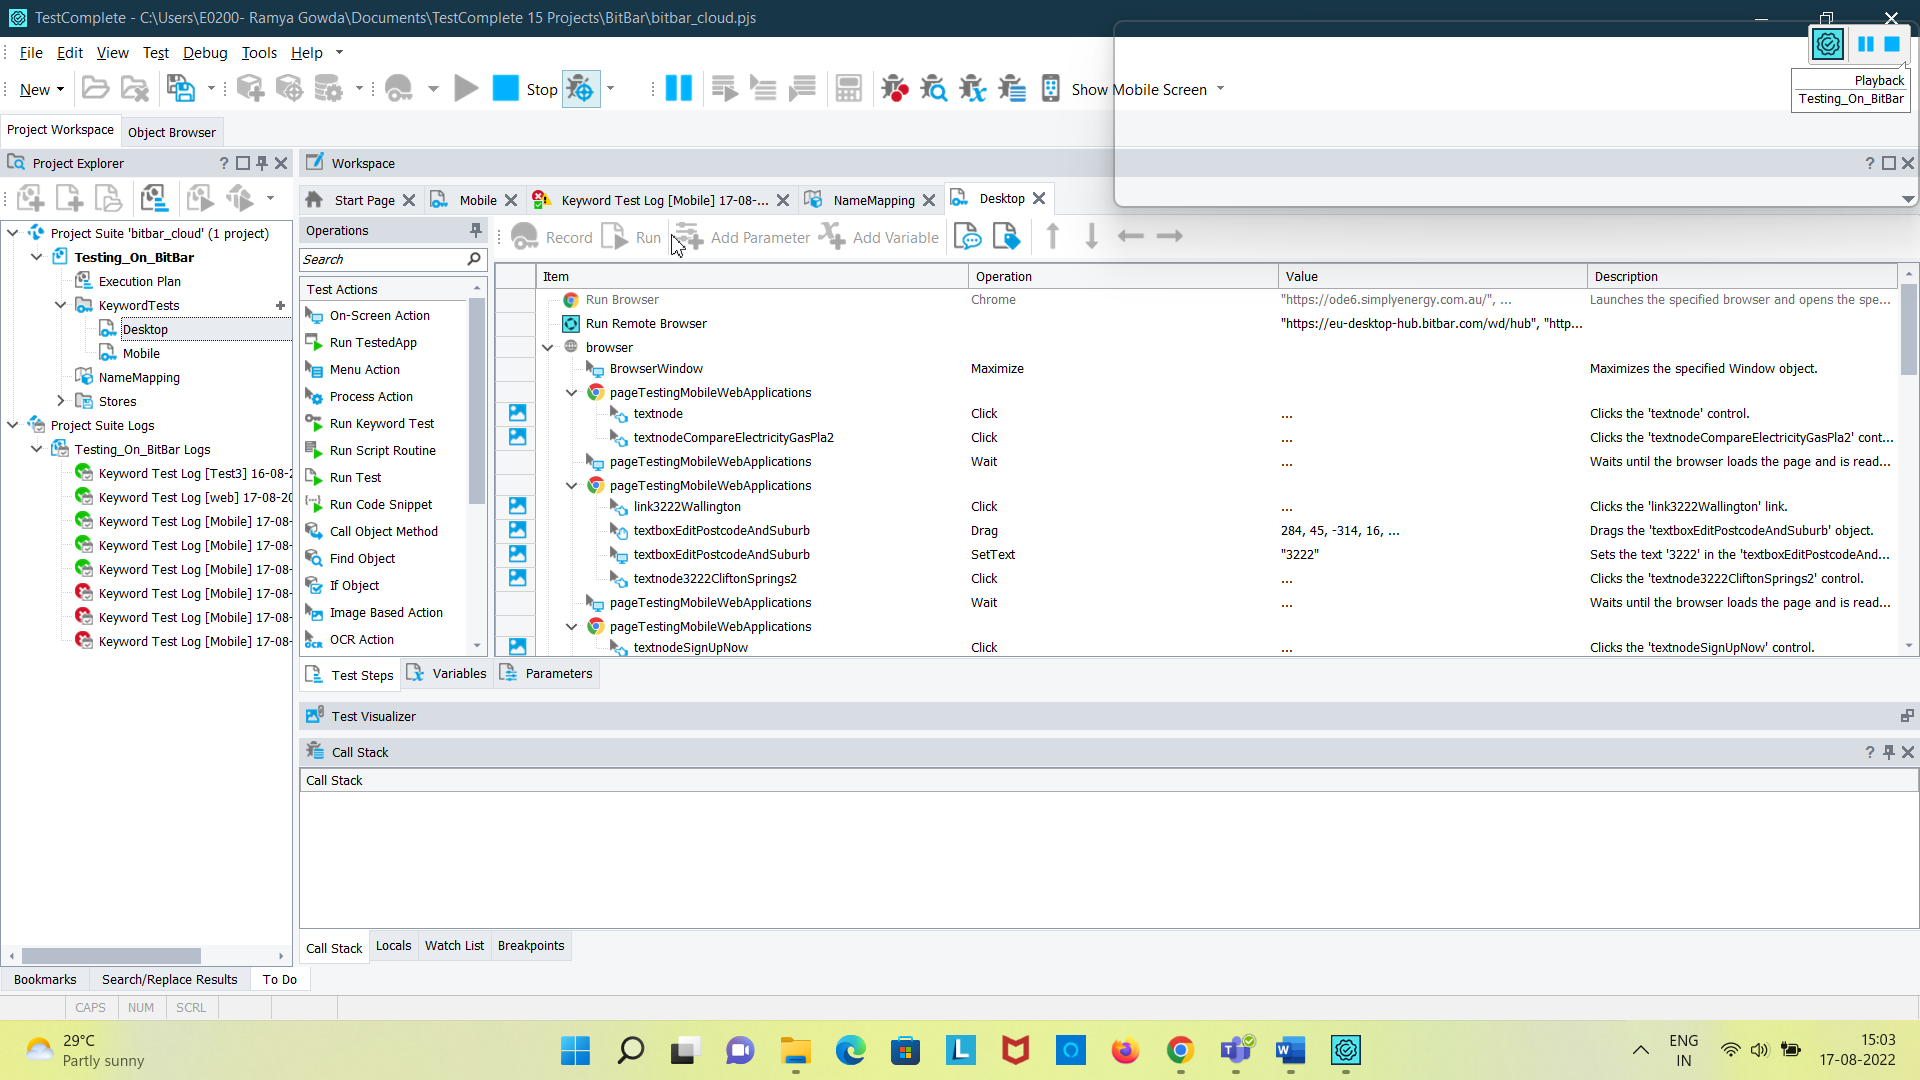 TestComplete - C:\Users\E0200- Ramya Gowda\Documents\TestComplete 15 Projects\BitBar\bitbar_cloud.pjs
File Edit View Test Debug Tools Help
New Stop Show Mobile Screen
Playback
Testing_On_BitBar
Project Workspace Object Browser
Project Explorer
Project Suite 'bitbar_cloud' (1 project)
Testing_On_BitBar
Execution Plan
KeywordTests
Desktop
Mobile
NameMapping
Stores
Project Suite Logs
Testing_On_BitBar Logs
Keyword Test Log [Test3] 16-08-2
Keyword Test Log [web] 17-08-20
Keyword Test Log [Mobile] 17-08-
Keyword Test Log [Mobile] 17-08-
Keyword Test Log [Mobile] 17-08-
Keyword Test Log [Mobile] 17-08-
Keyword Test Log [Mobile] 17-08-
Keyword Test Log [Mobile] 17-08-
Workspace
Start Page Mobile Keyword Test Log [Mobile] 17-08-... NameMapping Desktop
Operations
Search
Test Actions
On-Screen Action
Run TestedApp
Menu Action
Process Action
Run Keyword Test
Run Script Routine
Run Test
Run Code Snippet
Call Object Method
Find Object
If Object
Image Based Action
OCR Action
Record Run Add Parameter Add Variable
Item Operation Value Description
Run Browser Chrome "https://ode6.simplyenergy.com.au/", ... Launches the specified browser and opens the spe...
Run Remote Browser "https://eu-desktop-hub.bitbar.com/wd/hub", "http...
browser
BrowserWindow Maximize Maximizes the specified Window object.
pageTestingMobileWebApplications
textnode Click ... Clicks the 'textnode' control.
textnodeCompareElectricityGasPla2 Click ... Clicks the 'textnodeCompareElectricityGasPla2' cont...
pageTestingMobileWebApplications Wait ... Waits until the browser loads the page and is read...
pageTestingMobileWebApplications
link3222Wallington Click ... Clicks the 'link3222Wallington' link.
textboxEditPostcodeAndSuburb Drag 284, 45, -314, 16, ... Drags the 'textboxEditPostcodeAndSuburb' object.
textboxEditPostcodeAndSuburb SetText "3222" Sets the text '3222' in the 'textboxEditPostcodeAnd...
textnode3222CliftonSprings2 Click ... Clicks the 'textnode3222CliftonSprings2' control.
pageTestingMobileWebApplications Wait ... Waits until the browser loads the page and is read...
pageTestingMobileWebApplications
textnodeSignUpNow Click ... Clicks the 'textnodeSignUpNow' control.
Test Steps Variables Parameters
Test Visualizer
Call Stack
Call Stack
Call Stack Locals Watch List Breakpoints
Bookmarks Search/Replace Results To Do
CAPS NUM SCRL
29°C
Partly sunny
ENG
IN
15:03
17-08-2022